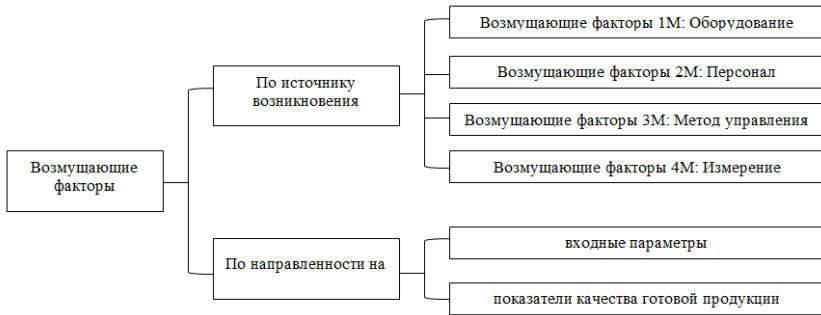 Возмущающие факторы 1М: Оборудование
По источнику
возникновения
Возмущающие факторы 2М: Персонал
Возмущающие факторы 3М: Метод управления
Возмущающие факторы 4М: Измерение
Возмущающие
факторы
По направленности на
входные параметры
показатели качества готовой продукции